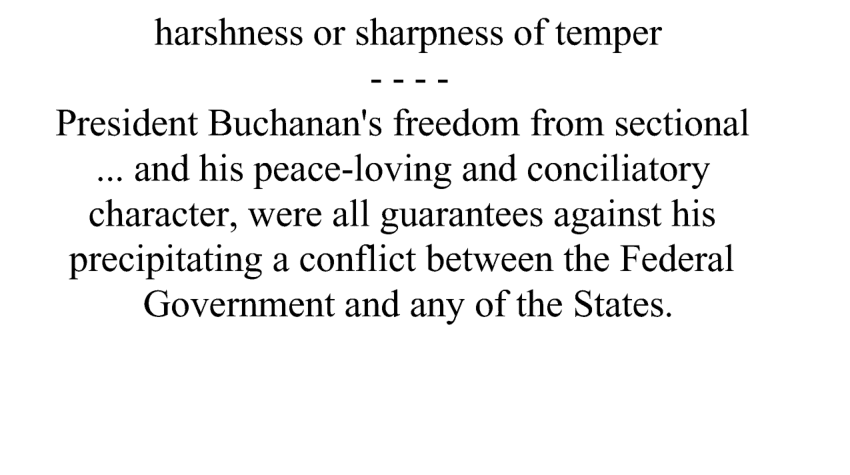 harshness or sharpness of temper
- - - -
President Buchanan's freedom from sectional
... and his peace-loving and conciliatory
character, were all guarantees against his
precipitating a conflict between the Federal
Government and any of the States.